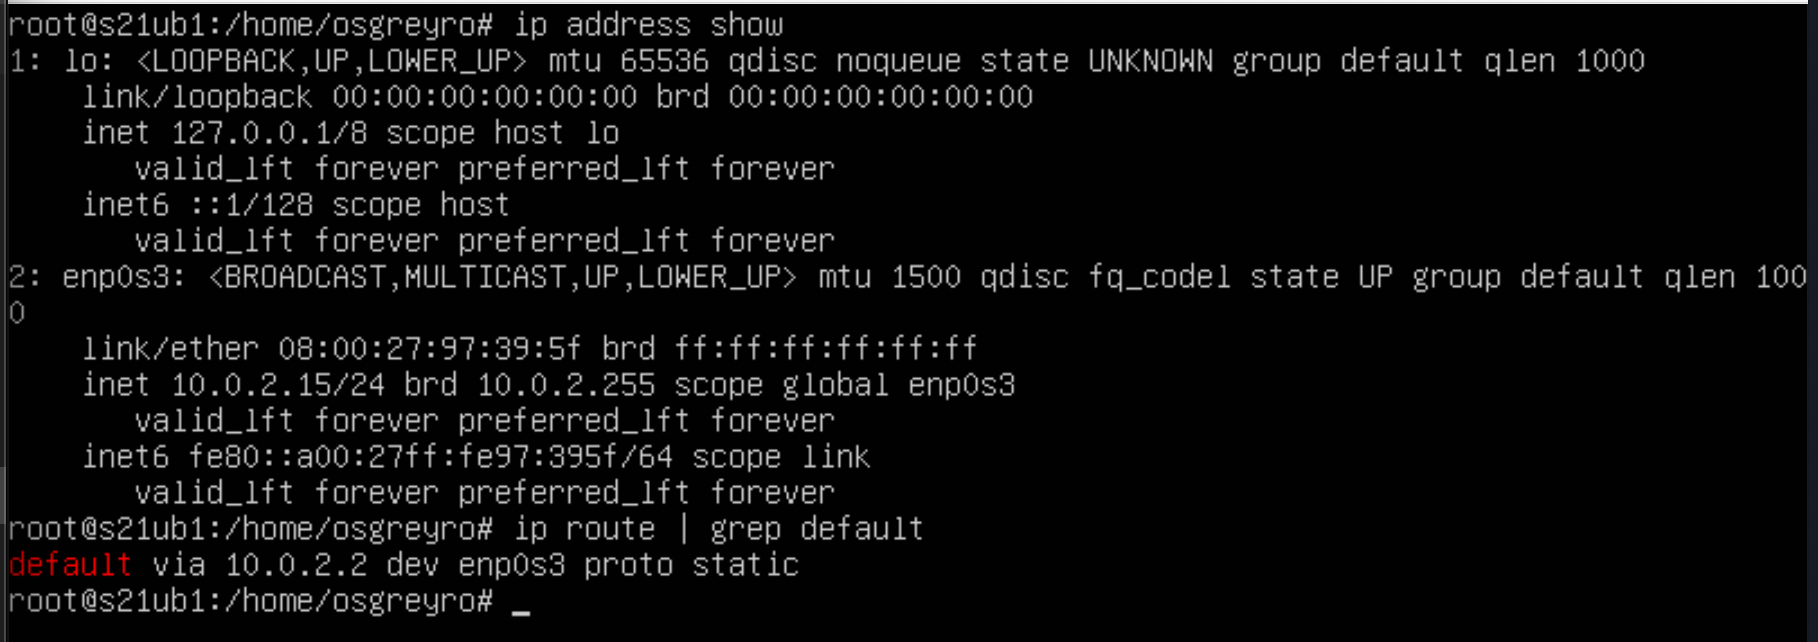 root@s21ub1:/home/osgreyro# ip address show
1: lo: <LOOPBACK,UP,LOWER_UP> mtu 65536 qdisc noqueue state UNKNOWN group default qlen 1000
    link/loopback 00:00:00:00:00:00 brd 00:00:00:00:00:00
    inet 127.0.0.1/8 scope host lo
       valid_lft forever preferred_lft forever
    inet6 ::1/128 scope host
       valid_lft forever preferred_lft forever
2: enp0s3: <BROADCAST,MULTICAST,UP,LOWER_UP> mtu 1500 qdisc fq_codel state UP group default qlen 100
0
    link/ether 08:00:27:97:39:5f brd ff:ff:ff:ff:ff:ff
    inet 10.0.2.15/24 brd 10.0.2.255 scope global enp0s3
       valid_lft forever preferred_lft forever
    inet6 fe80::a00:27ff:fe97:395f/64 scope link
       valid_lft forever preferred_lft forever
root@s21ub1:/home/osgreyro# ip route | grep default
default via 10.0.2.2 dev enp0s3 proto static
root@s21ub1:/home/osgreyro# _